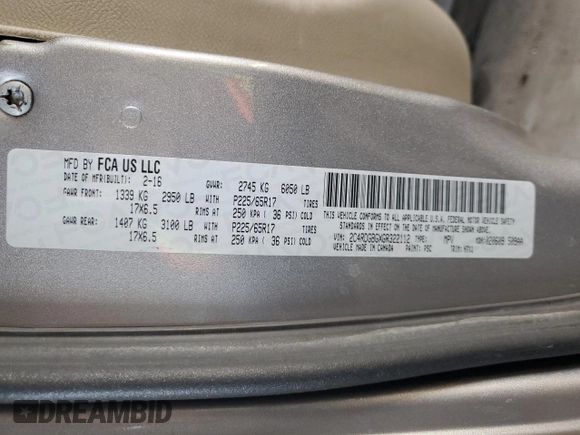 MFD BY FCA US LLC
DATE OF MFR(BUILT): 2-16 GVWR: 2745 KG 6050 LB
GAWR FRONT: 1339 KG 2950 LB WITH P225/65R17 TIRES
17X6.5 RIMS AT 250 KPA ( 36 PSI) COLD
GAWR REAR: 1407 KG 3100 LB WITH P225/65R17 TIRES
17X6.5 RIMS AT 250 KPA ( 36 PSI) COLD
THIS VEHICLE CONFORMS TO ALL APPLICABLE U.S.A. FEDERAL MOTOR VEHICLE SAFETY
STANDARDS IN EFFECT ON THE DATE OF MANUFACTURE SHOWN ABOVE.
VIN: 2C4RDGBGXGR322112 TYPE: MPV
VEHICLE MADE IN CANADA PAINT: PSC TRIM:
DREAMBID